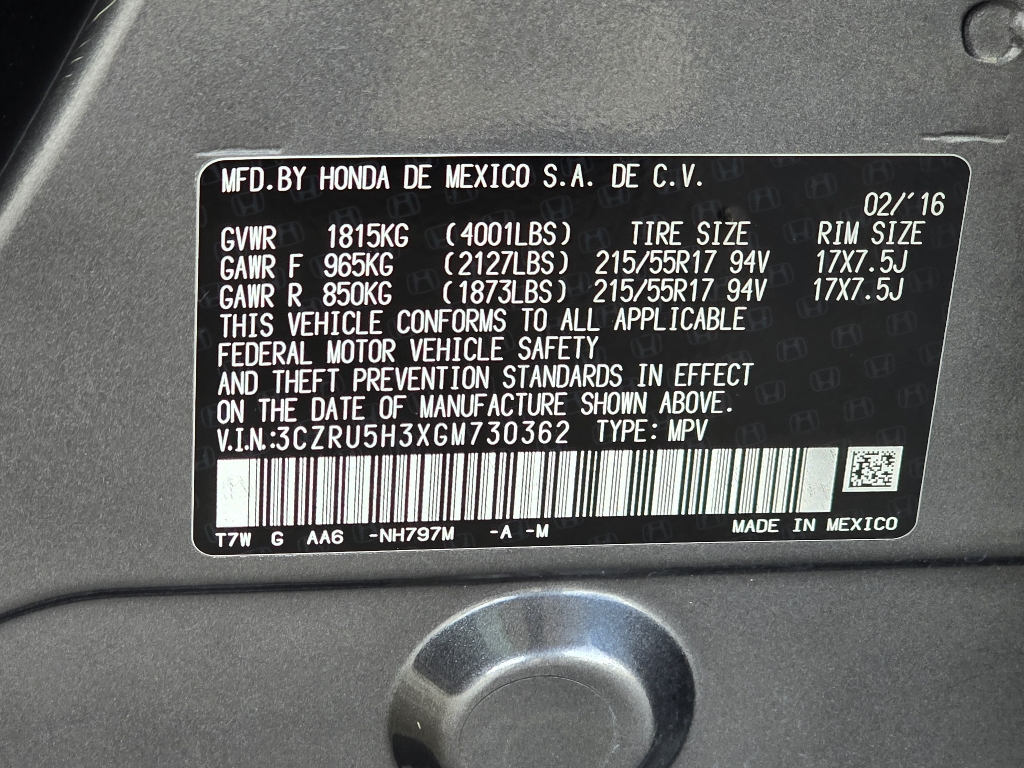 MFD.BY HONDA DE MEXICO S.A. DE C.V.
02/'16
GVWR 1815KG (4001LBS) TIRE SIZE RIM SIZE
GAWR F 965KG (2127LBS) 215/55R17 94V 17X7.5J
GAWR R 850KG (1873LBS) 215/55R17 94V 17X7.5J
THIS VEHICLE CONFORMS TO ALL APPLICABLE
FEDERAL MOTOR VEHICLE SAFETY
AND THEFT PREVENTION STANDARDS IN EFFECT
ON THE DATE OF MANUFACTURE SHOWN ABOVE.
V.I.N.:3CZRU5H3XGM730362 TYPE: MPV
T7W G AA6 -NH797M -A -M MADE IN MEXICO